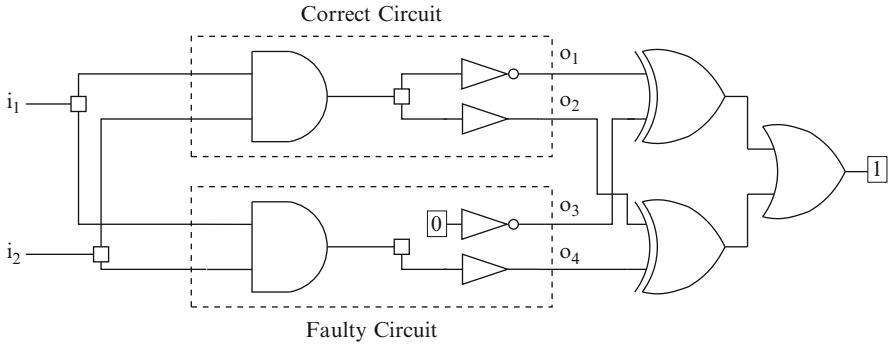 Correct Circuit
i₁
o₁
o₂
1
i₂
0
o₃
o₄
Faulty Circuit